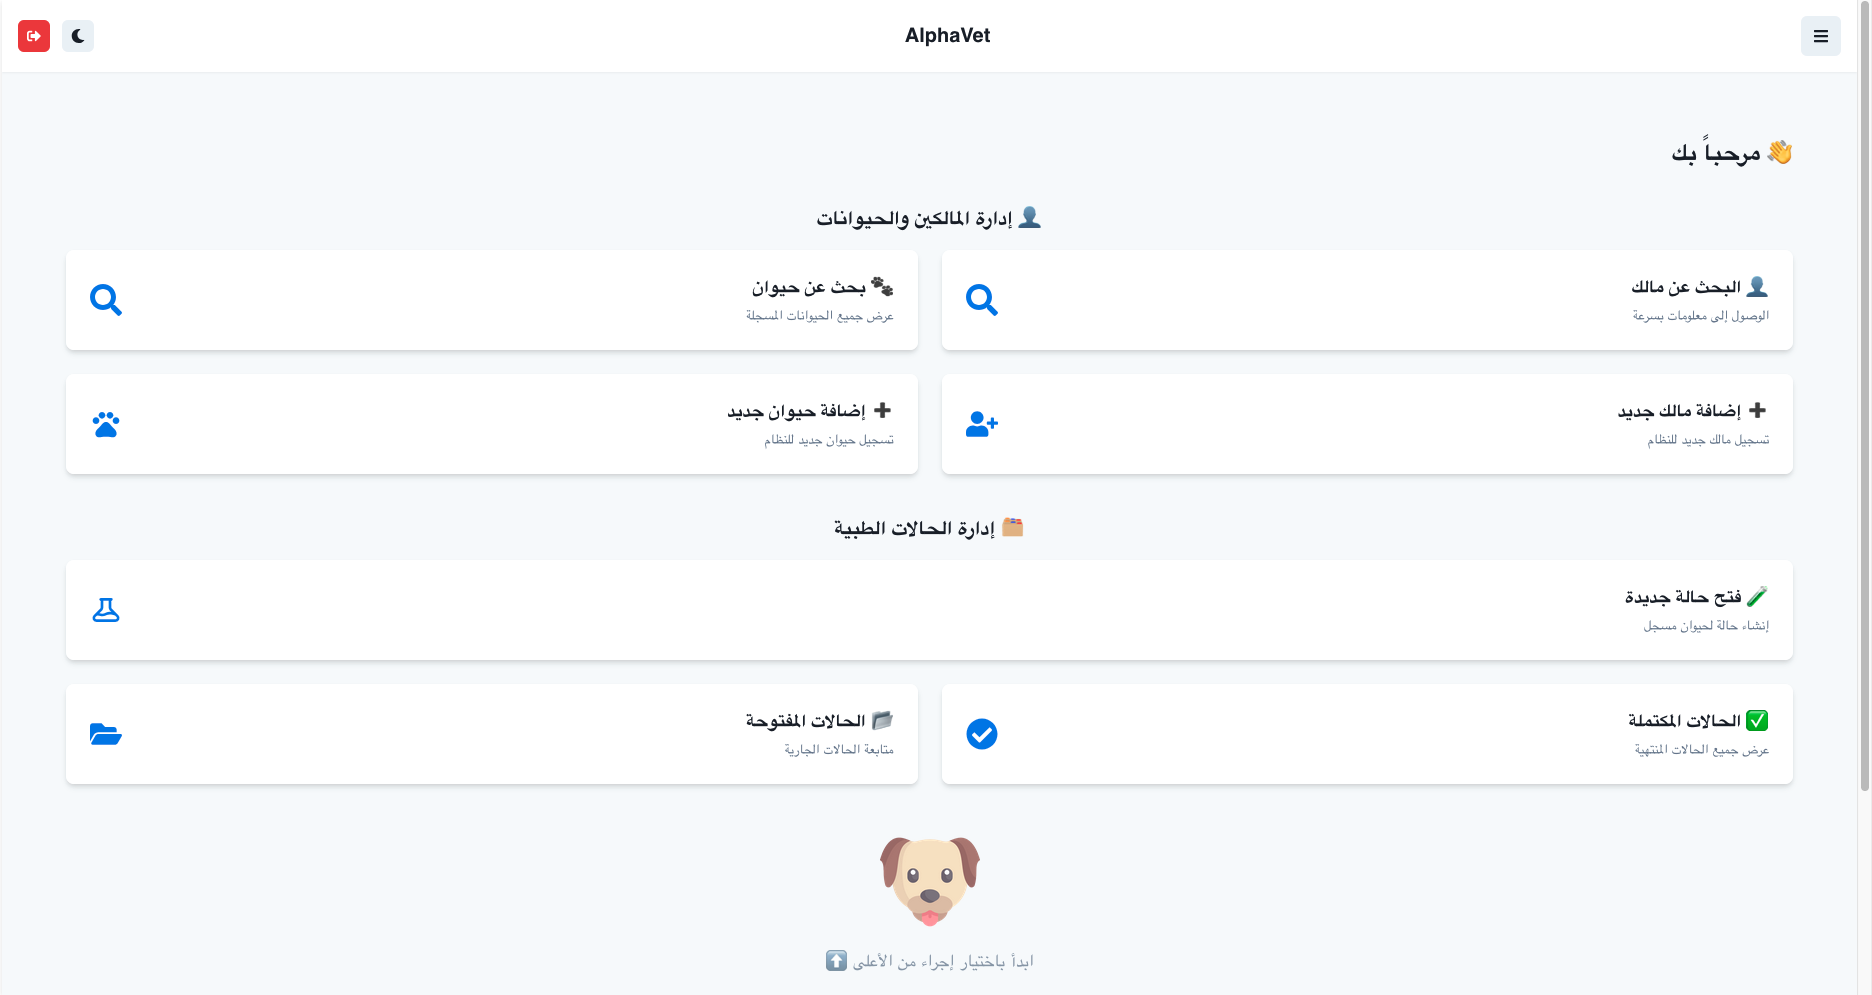 AlphaVet
👋 مرحباً بك
👤 إدارة المالكين والحيوانات
👤 البحث عن مالك
الوصول إلى معلومات بسرعة
🐾 بحث عن حيوان
عرض جميع الحيوانات المسجلة
➕ إضافة مالك جديد
تسجيل مالك جديد للنظام
➕ إضافة حيوان جديد
تسجيل حيوان جديد للنظام
🗂️ إدارة الحالات الطبية
🧪 فتح حالة جديدة
إنشاء حالة لحيوان مسجل
✅ الحالات المكتملة
عرض جميع الحالات المنتهية
📂 الحالات المفتوحة
متابعة الحالات الجارية
ابدأ باختيار إجراء من الأعلى ⬆️